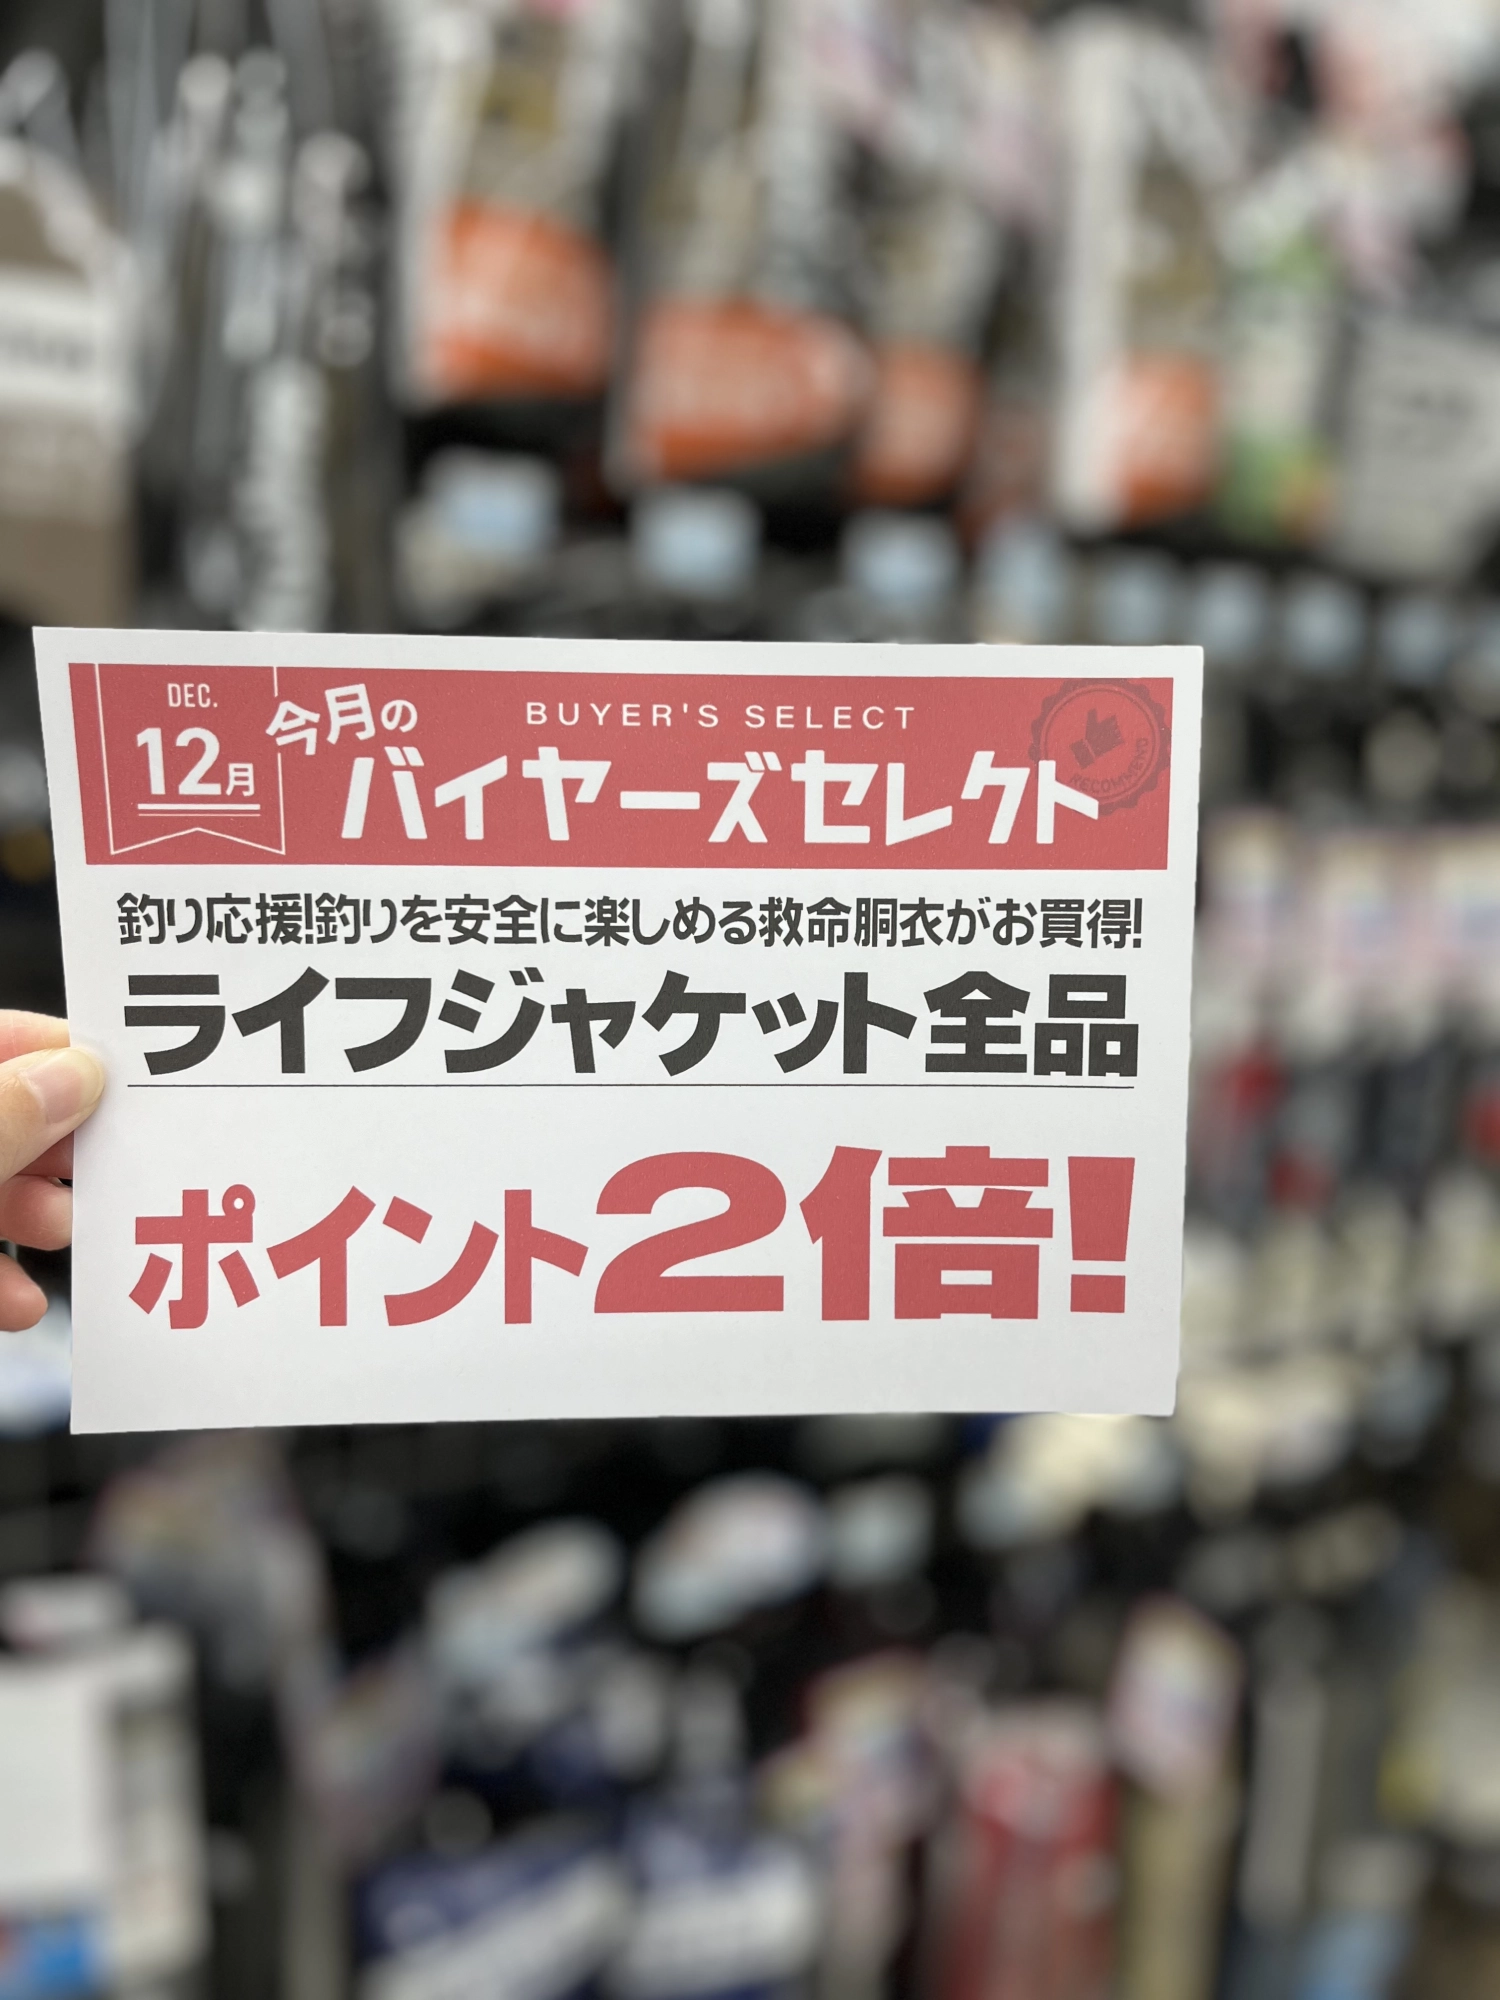 DEC.
12月
今月の
BUYER'S SELECT
バイヤーズセレクト
RECOMMEND
釣り応援!釣りを安全に楽しめる救命胴衣がお買得!
ライフジャケット全品
ポイント2倍!